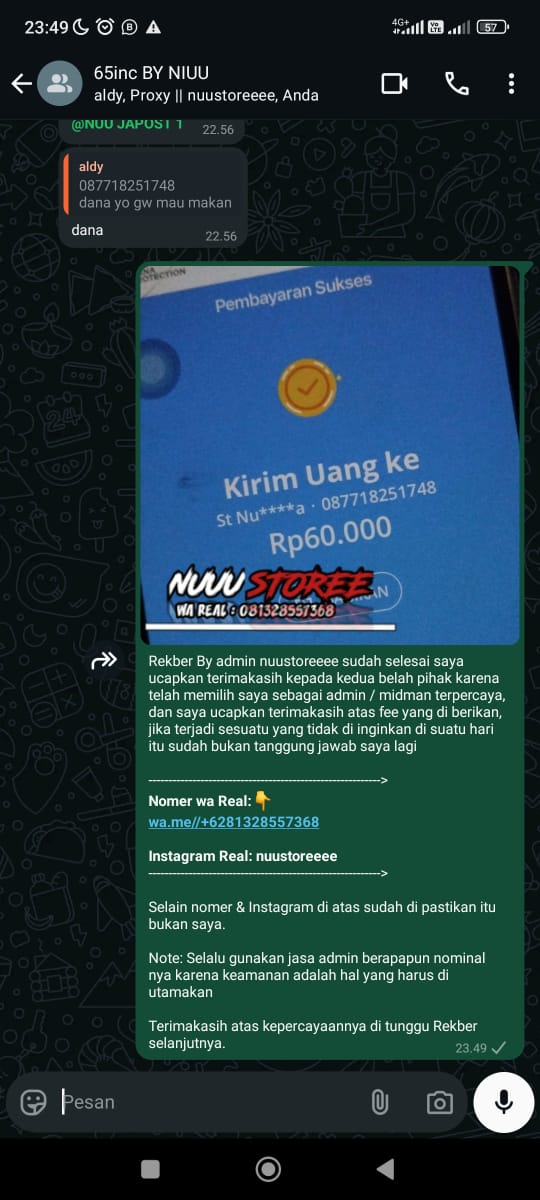 23:49
4G+
Vo
LTE
57
65inc BY NIUU
aldy, Proxy || nuustoreeee, Anda
@NUU JAPOST 1
22.56
aldy
087718251748
dana yo gw mau makan
dana
22.56
OTECTION
Pembayaran Sukses
Kirim Uang ke
St Nu****a · 087718251748
Rp60.000
NUUU STOREE
WA REAL : 081328557368
Rekber By admin nuustoreeee sudah selesai saya
ucapkan terimakasih kepada kedua belah pihak karena
telah memilih saya sebagai admin / midman terpercaya,
dan saya ucapkan terimakasih atas fee yang di berikan,
jika terjadi sesuatu yang tidak di inginkan di suatu hari
itu sudah bukan tanggung jawab saya lagi
---------------------------------------------------------->
Nomer wa Real:👇
wa.me//+6281328557368
Instagram Real: nuustoreeee
---------------------------------------------------------->
Selain nomer & Instagram di atas sudah di pastikan itu
bukan saya.
Note: Selalu gunakan jasa admin berapapun nominal
nya karena keamanan adalah hal yang harus di
utamakan
Terimakasih atas kepercayaannya di tunggu Rekber
selanjutnya.
23.49
Pesan